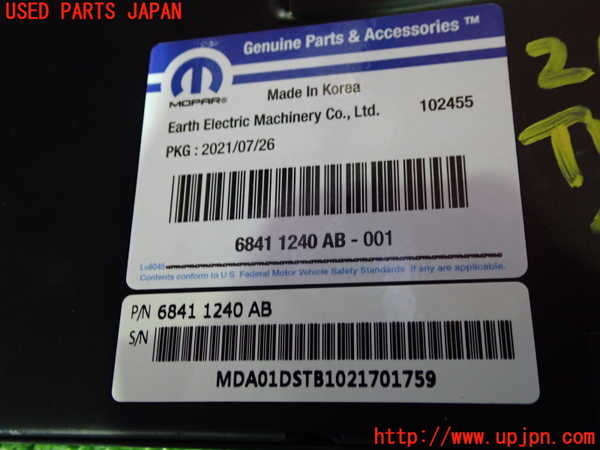 USED PARTS JAPAN
Genuine Parts & Accessories™
MOPAR®
Made In Korea
Earth Electric Machinery Co., Ltd. 102455
PKG : 2021/07/26
6841 1240 AB - 001
Lu8045
Contents conform to U.S. Federal Motor Vehicle Safety Standards. If any are applicable.
P/N 6841 1240 AB
S/N
MDA01DSTB1021701759
http://www.upjpn.com